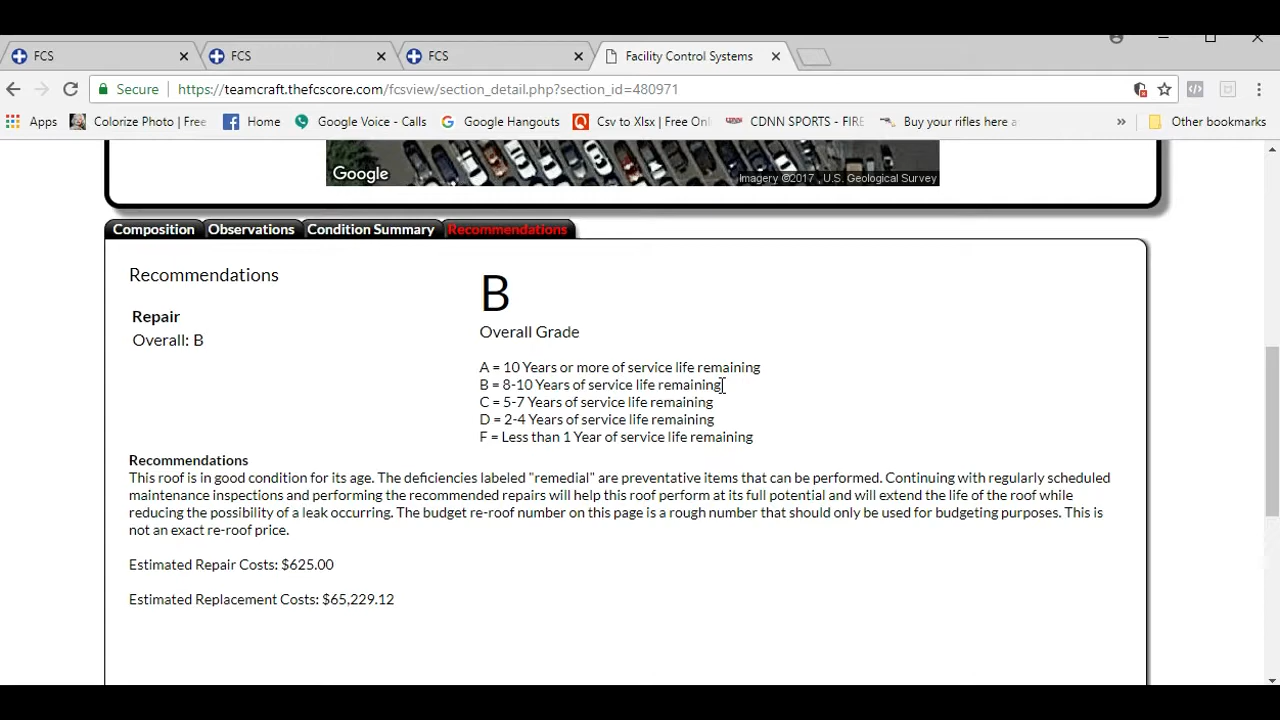 FCS
FCS
FCS
Facility Control Systems
Secure
https://teamcraft.thefcscore.com/fcsview/section_detail.php?section_id=480971
Apps
Colorize Photo | Free
Home
Google Voice - Calls
Google Hangouts
Csv to Xlsx | Free Onl
CDNN SPORTS - FIRE
Buy your rifles here a
»
Other bookmarks
Google
Imagery ©2017 , U.S. Geological Survey
Composition
Observations
Condition Summary
Recommendations
Recommendations
Repair
Overall: B
B
Overall Grade
A = 10 Years or more of service life remaining
B = 8-10 Years of service life remaining
C = 5-7 Years of service life remaining
D = 2-4 Years of service life remaining
F = Less than 1 Year of service life remaining
Recommendations
This roof is in good condition for its age. The deficiencies labeled "remedial" are preventative items that can be performed. Continuing with regularly scheduled
maintenance inspections and performing the recommended repairs will help this roof perform at its full potential and will extend the life of the roof while
reducing the possibility of a leak occurring. The budget re-roof number on this page is a rough number that should only be used for budgeting purposes. This is
not an exact re-roof price.
Estimated Repair Costs: $625.00
Estimated Replacement Costs: $65,229.12